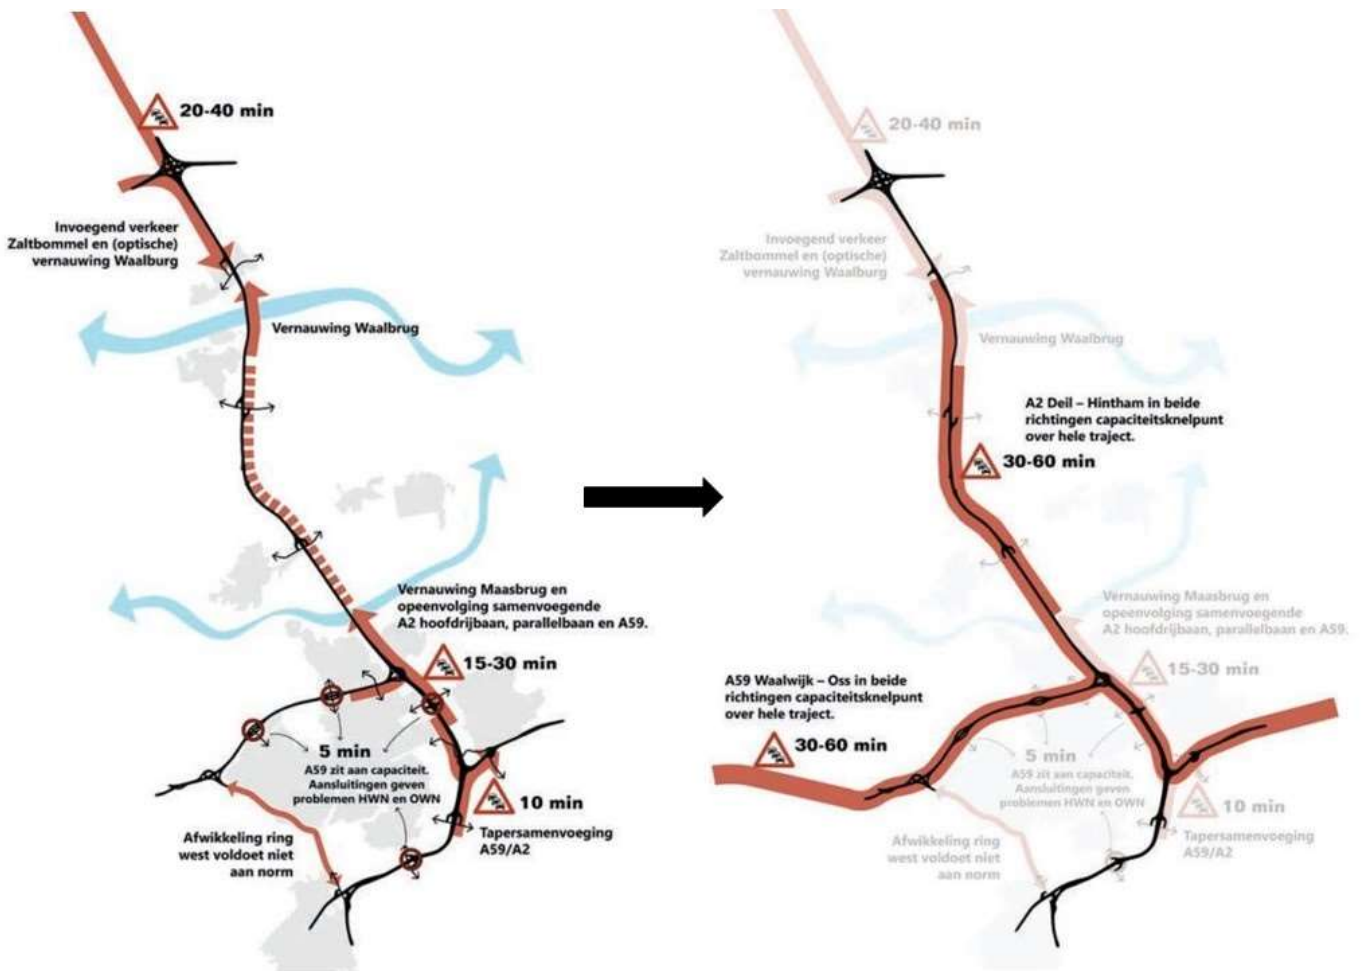 20-40 min
Invoegend verkeer
Zaltbommel en (optische)
vernauwing Waalburg
Vernauwing Waalbrug
Vernauwing Maasbrug en
opeenvolging samenvoegende
A2 hoofdrijbaan, parallelbaan en A59.
15-30 min
5 min
A59 zit aan capaciteit.
Aansluitingen geven
problemen HWN en OWN
10 min
Tapersamenvoeging
A59/A2
Afwikkeling ring
west voldoet niet
aan norm
20-40 min
Invoegend verkeer
Zaltbommel en (optische)
vernauwing Waalburg
Vernauwing Waalbrug
A2 Deil – Hintham in beide
richtingen capaciteitsknelpunt
over hele traject.
30-60 min
Vernauwing Maasbrug en
opeenvolging samenvoegende
A2 hoofdrijbaan, parallelbaan en A59.
15-30 min
A59 Waalwijk – Oss in beide
richtingen capaciteitsknelpunt
over hele traject.
30-60 min
5 min
A59 zit aan capaciteit.
Aansluitingen geven
problemen HWN en OWN
10 min
Tapersamenvoeging
A59/A2
Afwikkeling ring
west voldoet niet
aan norm